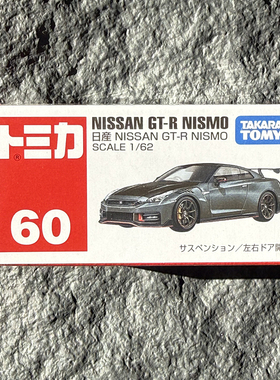 トミカ
60
NISSAN GT-R NISMO
日産 NISSAN GT-R NISMO
SCALE 1/62
TAKARA
TOMY
サスペンション／左右ドア開